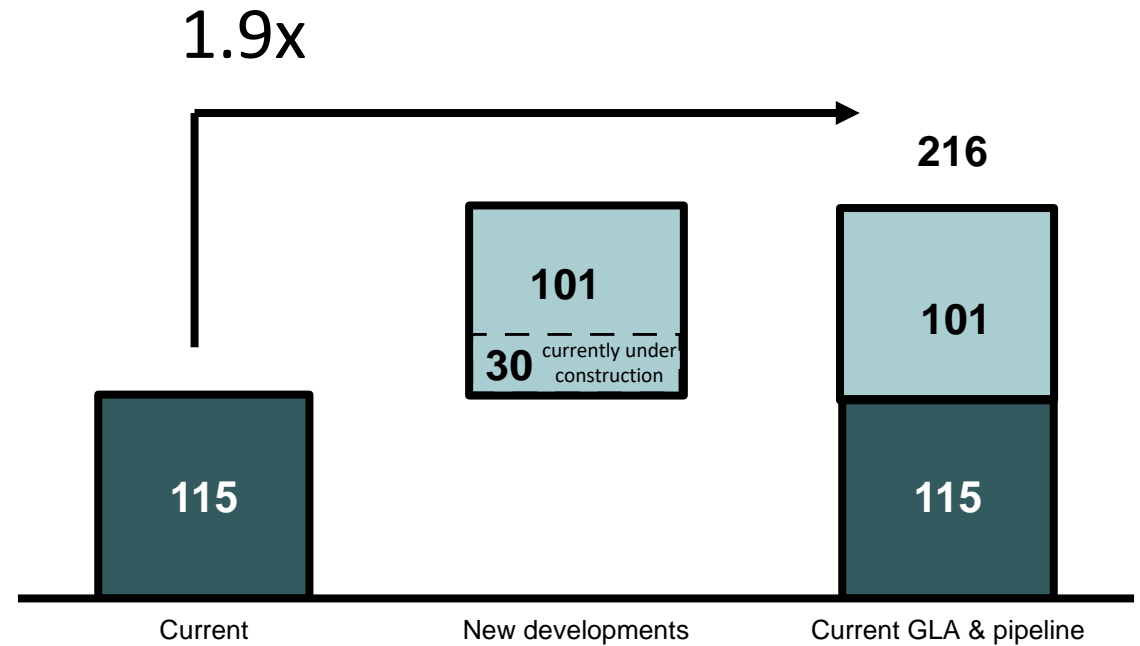 1.9x
216
101
101
30
currently under
construction
115
115
Current
New developments
Current GLA & pipeline